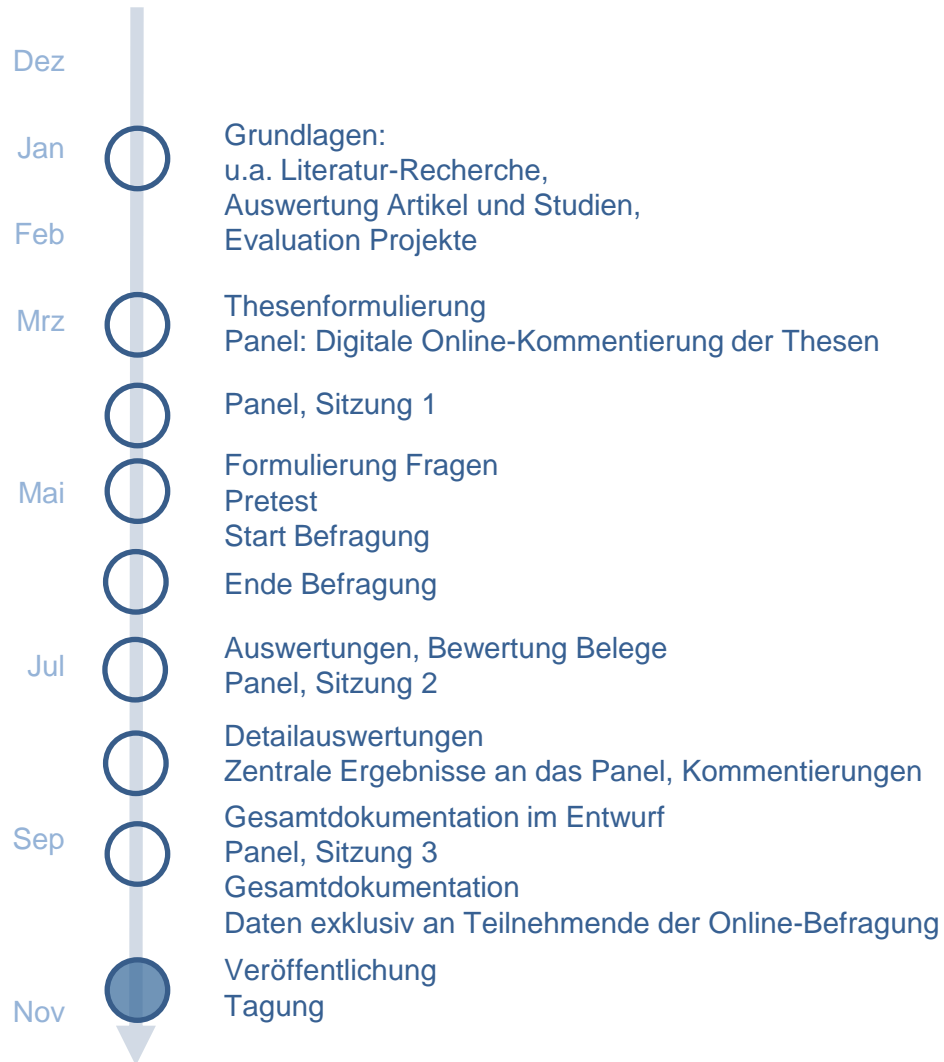 Dez
Jan
Grundlagen:
u.a. Literatur-Recherche,
Auswertung Artikel und Studien,
Feb
Evaluation Projekte
Mrz
Thesenformulierung
Panel: Digitale Online-Kommentierung der Thesen
Panel, Sitzung 1
Mai
Formulierung Fragen
Pretest
Start Befragung
Ende Befragung
Jul
Auswertungen, Bewertung Belege
Panel, Sitzung 2
Detailauswertungen
Zentrale Ergebnisse an das Panel, Kommentierungen
Sep
Gesamtdokumentation im Entwurf
Panel, Sitzung 3
Gesamtdokumentation
Daten exklusiv an Teilnehmende der Online-Befragung
Veröffentlichung
Tagung
Nov